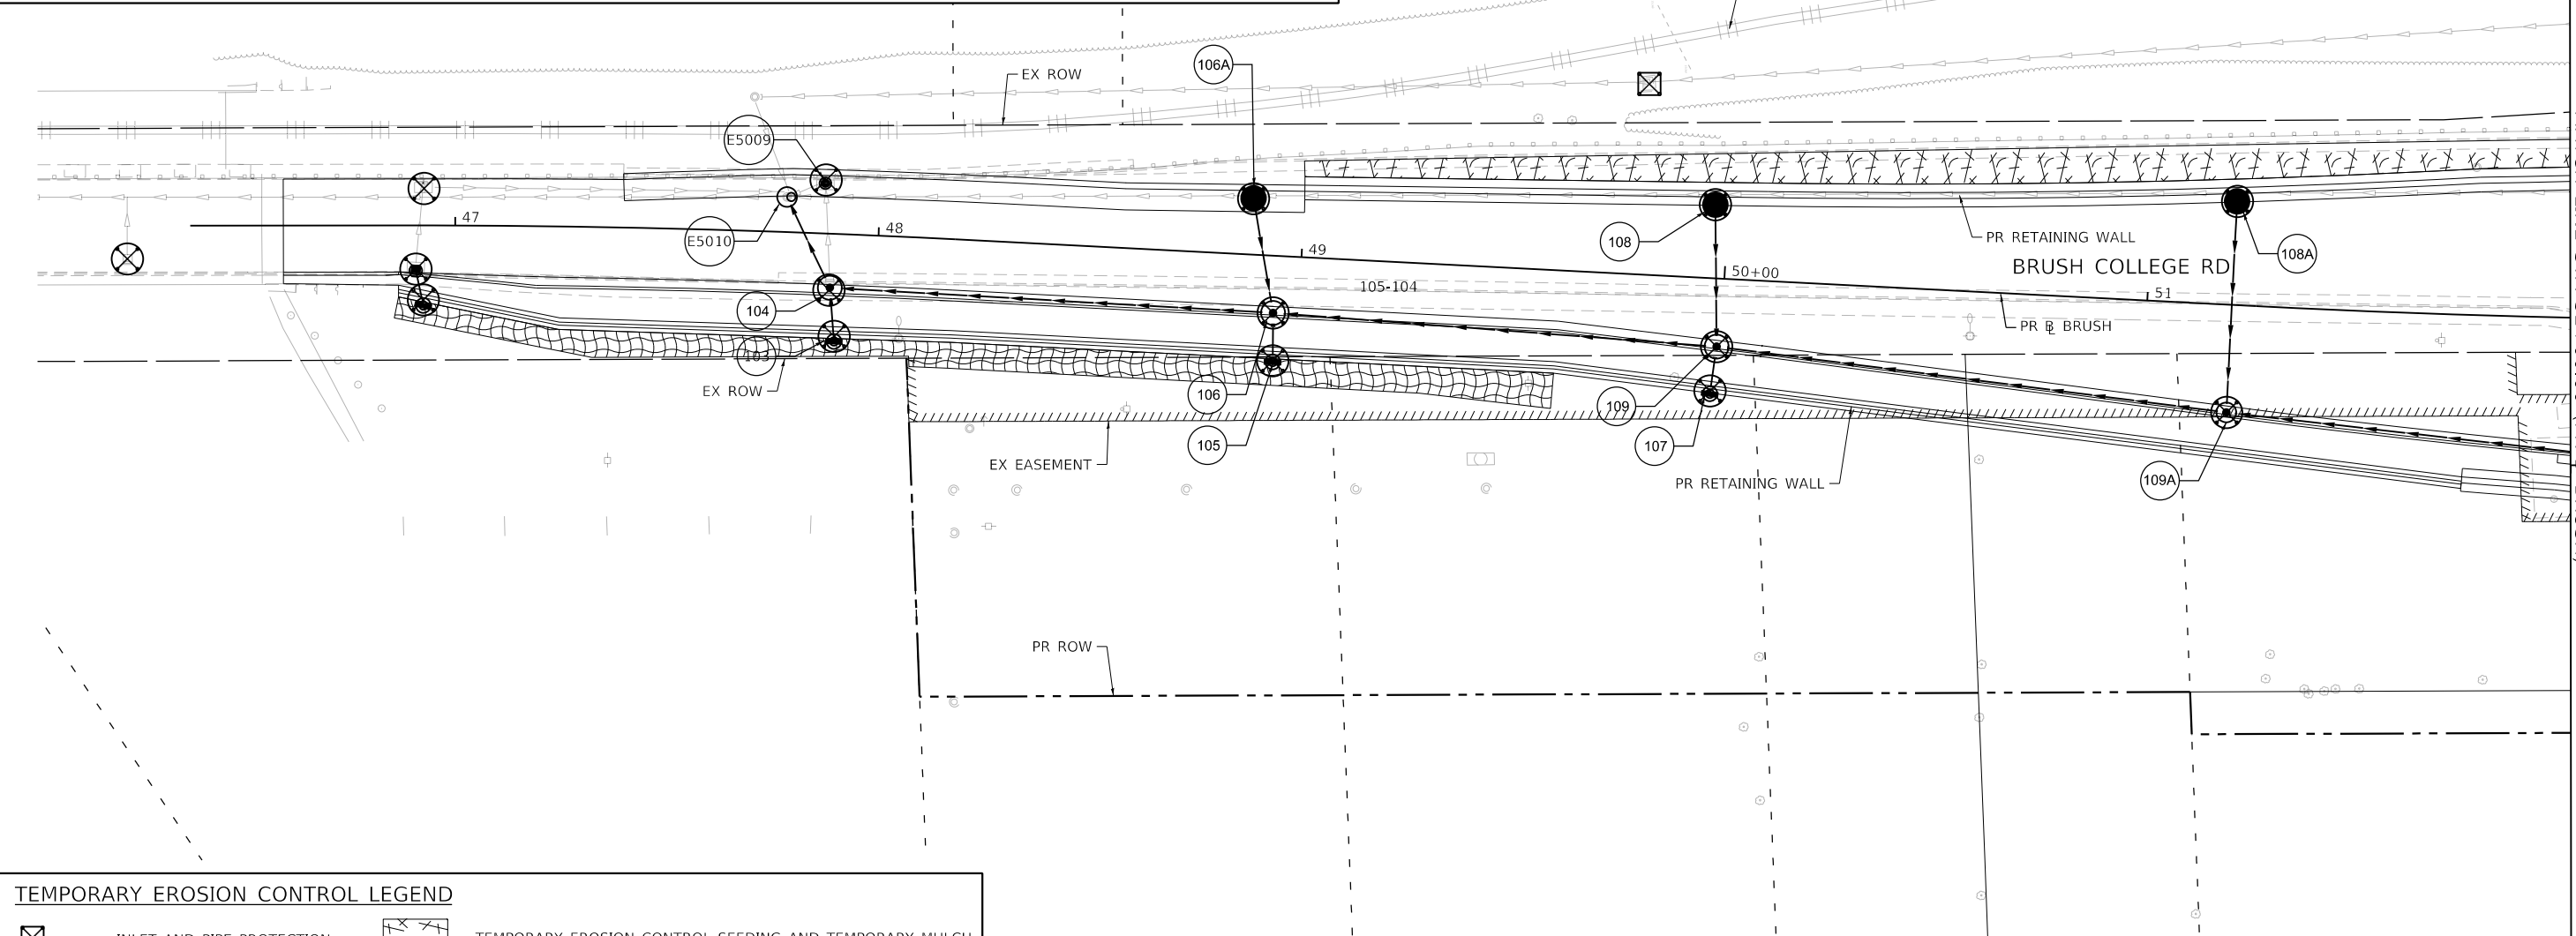 EX ROW
106A
E5009
47
E5010
48
49
108
PR RETAINING WALL
108A
BRUSH COLLEGE RD
50+00
105-104
51
104
PR ℄ BRUSH
103
EX ROW
106
109
105
107
EX EASEMENT
PR RETAINING WALL
109A
PR ROW
TEMPORARY EROSION CONTROL LEGEND
INLET AND PIPE PROTECTION
TEMPORARY EROSION CONTROL SEEDING AND TEMPORARY MULCH